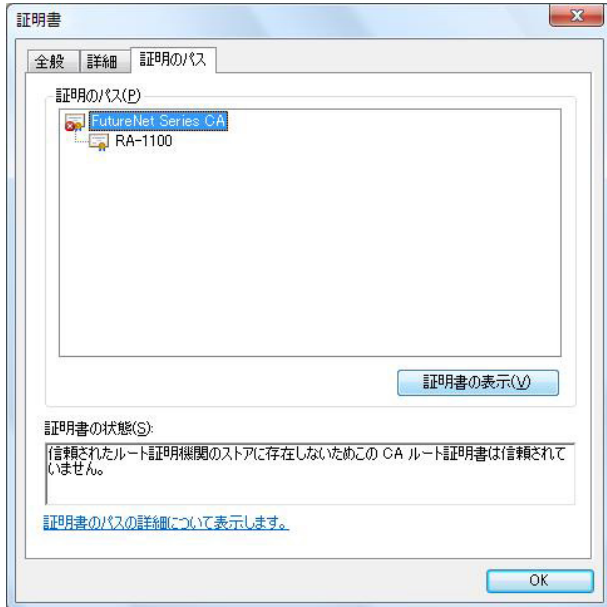 証明書
全般 詳細 証明のパス
証明のパス(P)
FutureNet Series CA
RA-1100
証明書の表示(V)
証明書の状態(S):
信頼されたルート証明機関のストアに存在しないためこの CA ルート証明書は信頼されて
いません。
証明書のパスの詳細について表示します。
OK